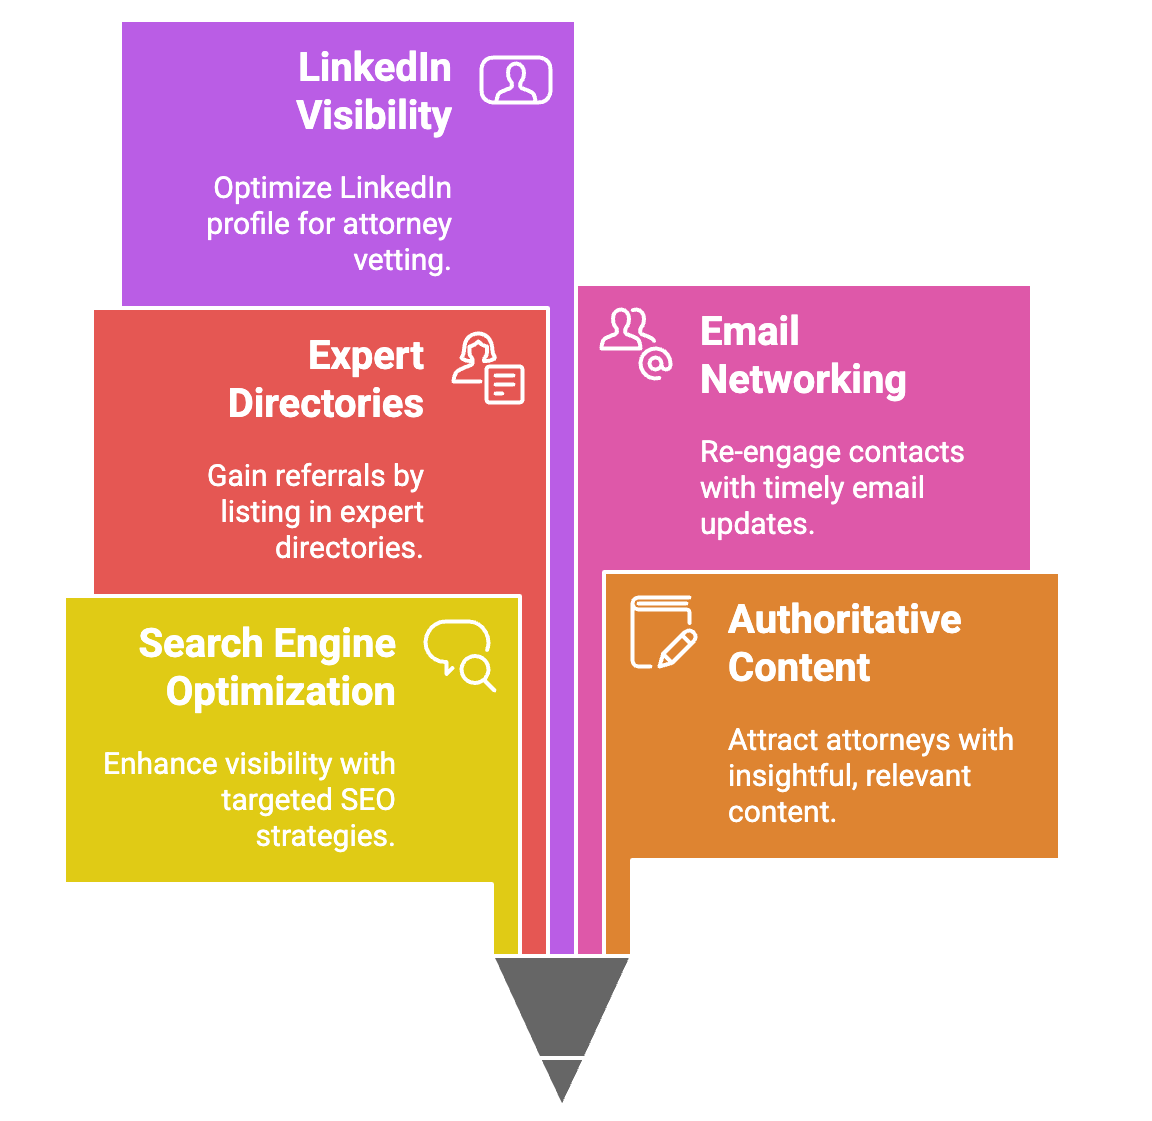 LinkedIn
Visibility
Optimize LinkedIn
profile for attorney
vetting.
Expert
Directories
Gain referrals by
listing in expert
directories.
Search Engine
Optimization
Enhance visibility with
targeted SEO
strategies.
Email
Networking
Re-engage contacts
with timely email
updates.
Authoritative
Content
Attract attorneys with
insightful, relevant
content.